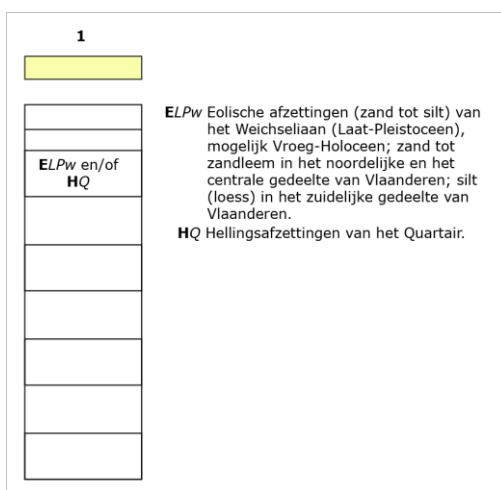 1
ELPw en/of
HQ
ELPw Eolische afzettingen (zand tot silt) van
het Weichseliaan (Laat-Pleistoceen),
mogelijk Vroeg-Holoceen; zand tot
zandleem in het noordelijke en het
centrale gedeelte van Vlaanderen; silt
(loess) in het zuidelijke gedeelte van
Vlaanderen.
HQ Hellingsafzettingen van het Quartair.